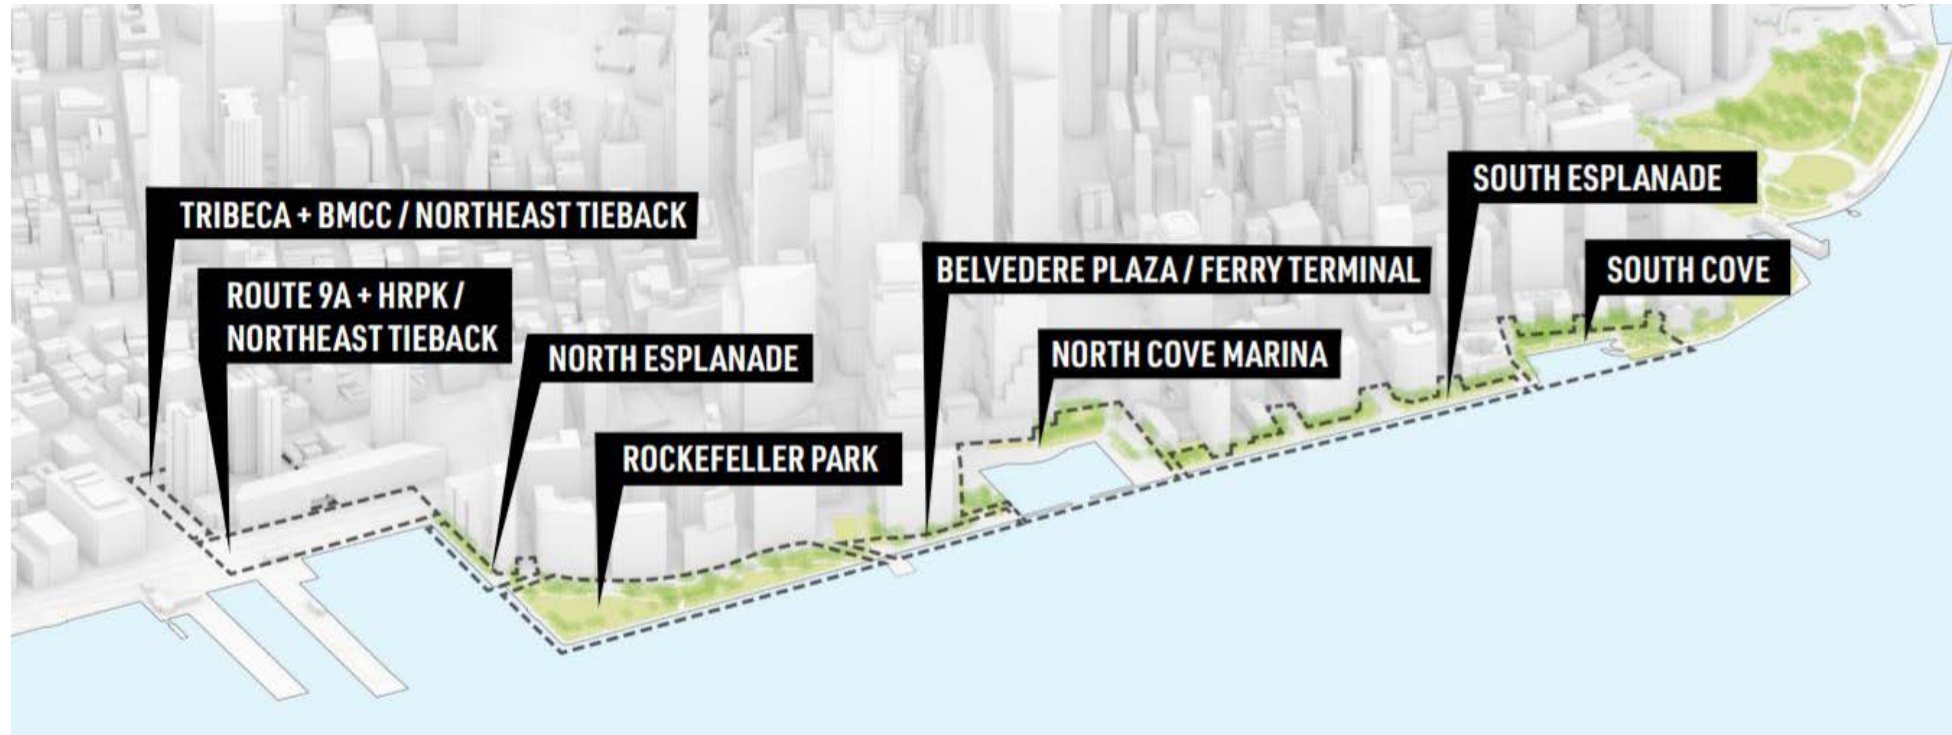 TRIBECA + BMCC / NORTHEAST TIEBACK
ROUTE 9A + HRPK /
NORTHEAST TIEBACK
NORTH ESPLANADE
ROCKEFELLER PARK
BELVEDERE PLAZA / FERRY TERMINAL
NORTH COVE MARINA
SOUTH ESPLANADE
SOUTH COVE